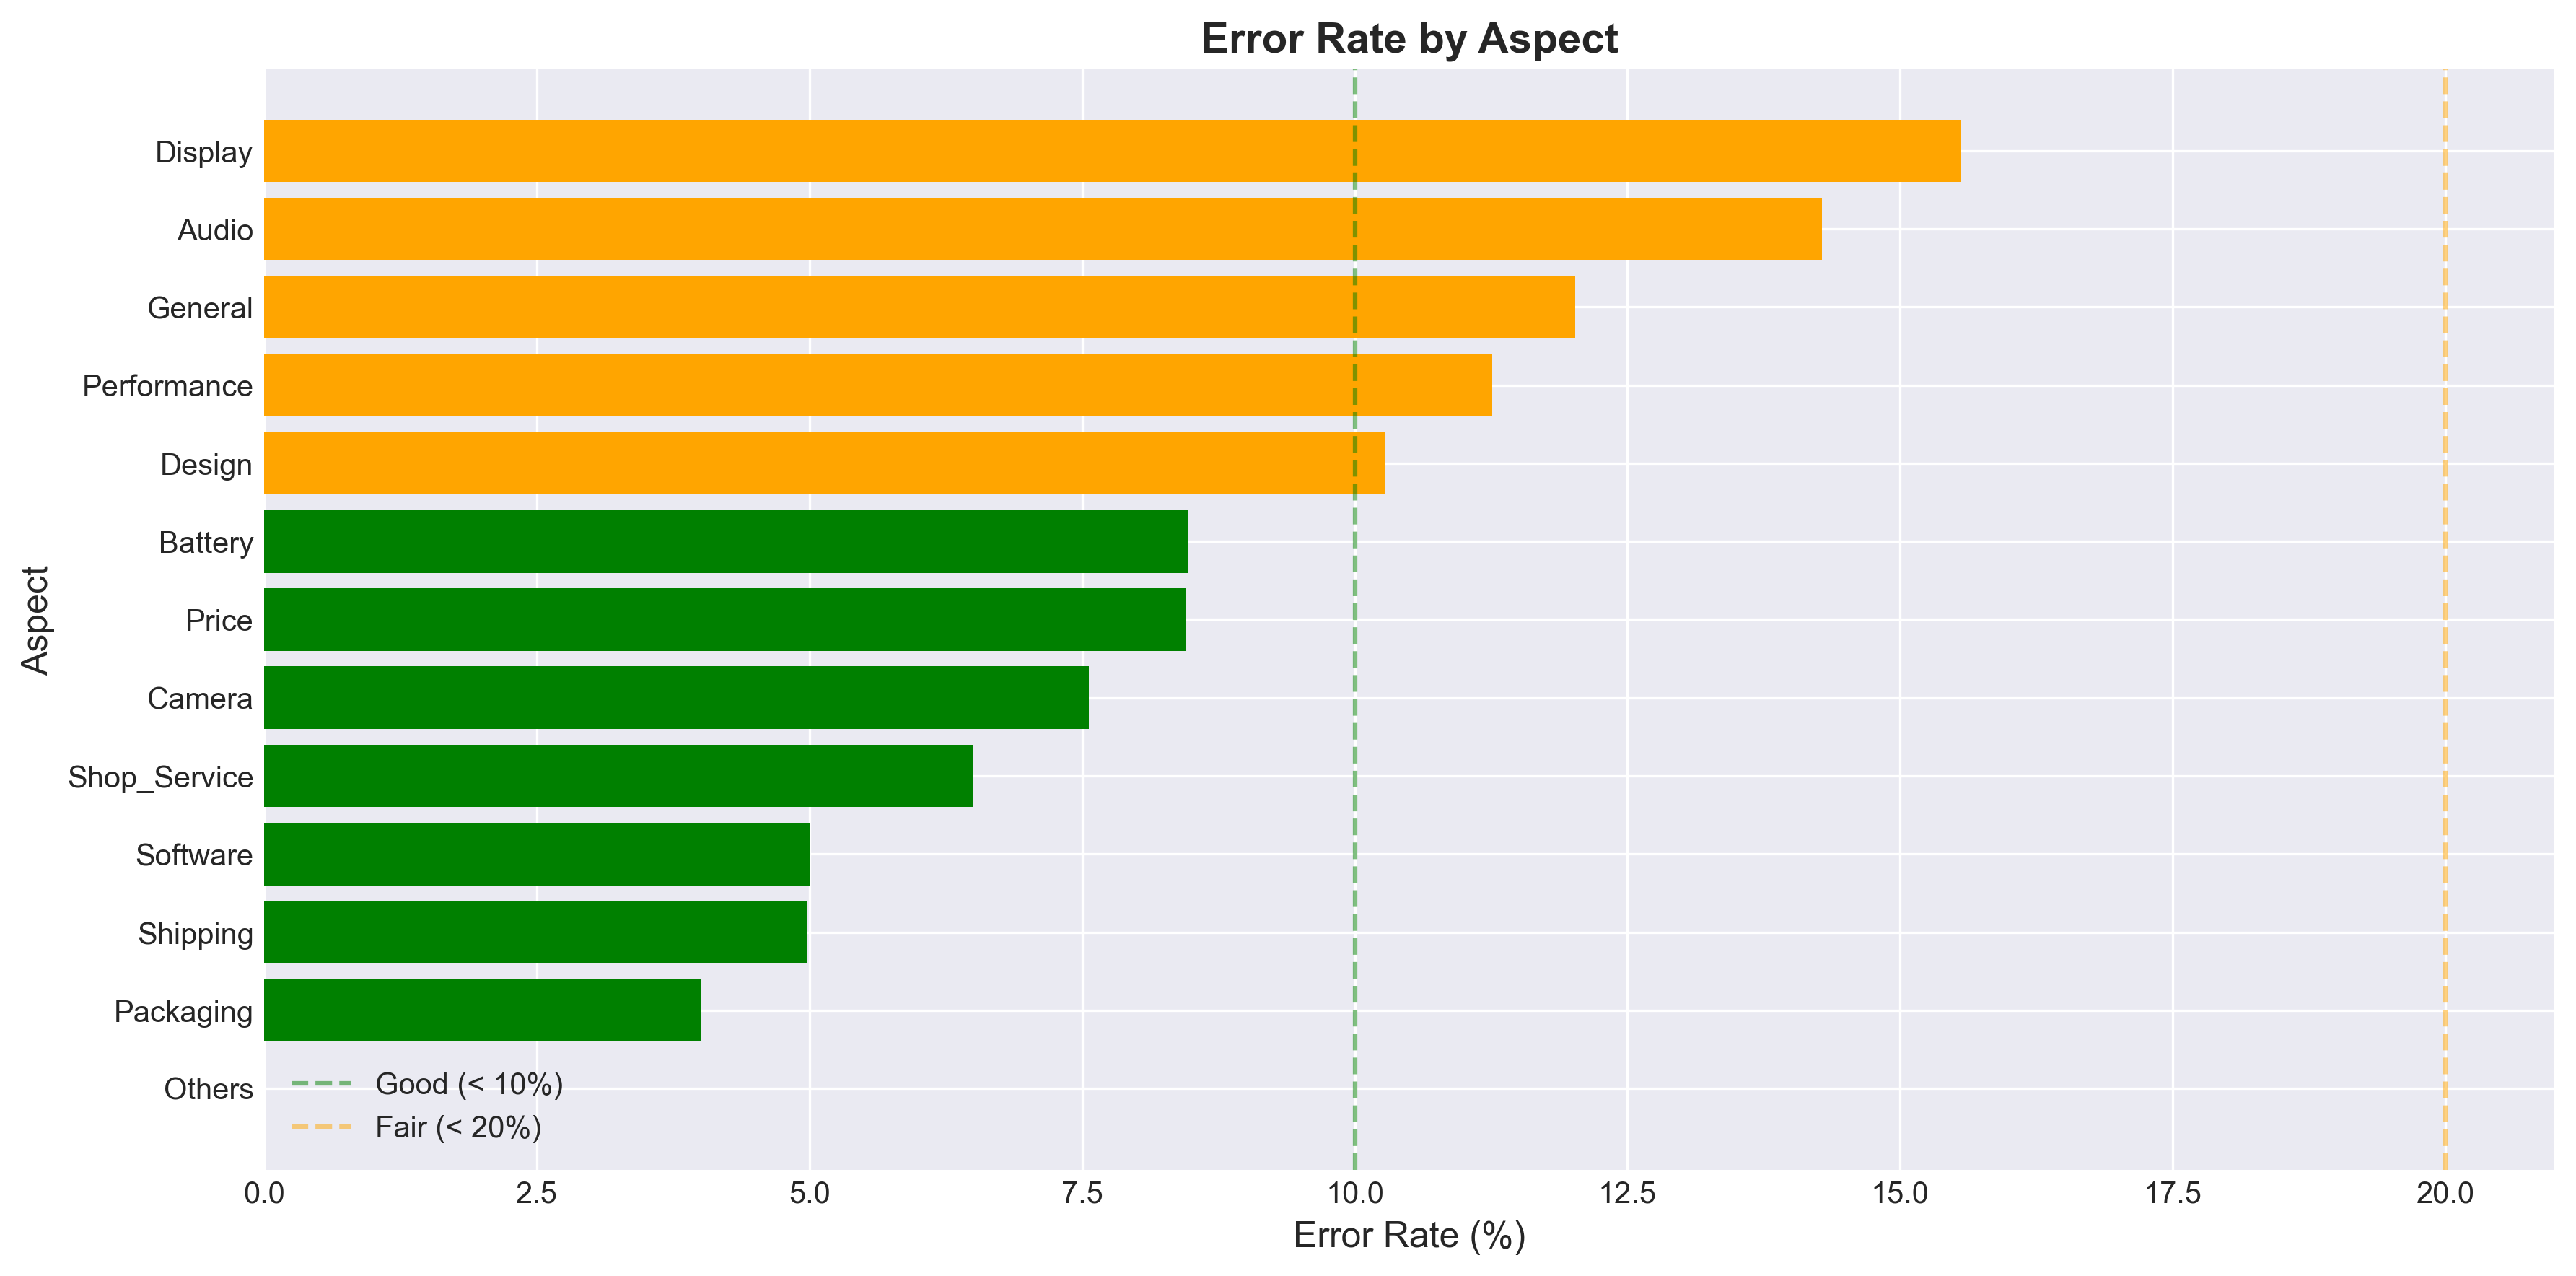 Error Rate by Aspect
Display
Audio
General
Performance
Design
Battery
Price
Camera
Shop_Service
Software
Shipping
Packaging
Others
Aspect
Good (< 10%)
Fair (< 20%)
0.0 2.5 5.0 7.5 10.0 12.5 15.0 17.5 20.0
Error Rate (%)